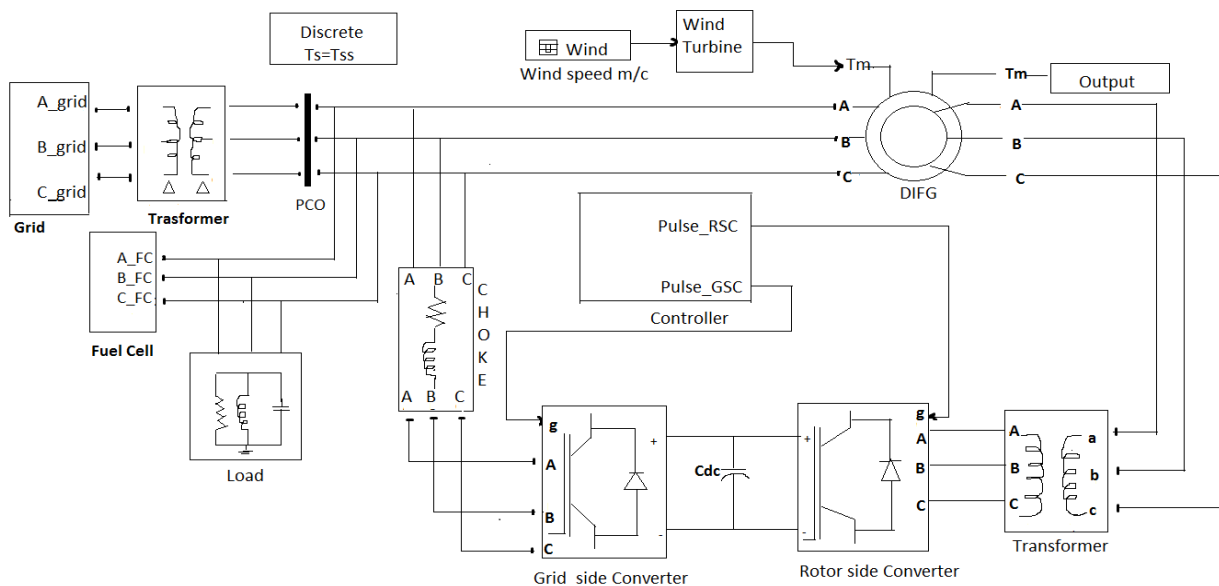 Discrete
Ts=Tss
Wind
Wind speed m/c
Wind
Turbine
Tm
Tm
Output
A_grid
B_grid
C_grid
Grid
Trasformer
PCO
A
B
C
A
B
C
DIFG
A_FC
B_FC
C_FC
Fuel Cell
Load
A B C
A B C
CHOKE
Pulse_RSC
Pulse_GSC
Controller
g
A
B
C
+
-
Grid side Converter
Cdc
+
-
g
A
B
C
Rotor side Converter
A
B
C
a
b
c
Transformer